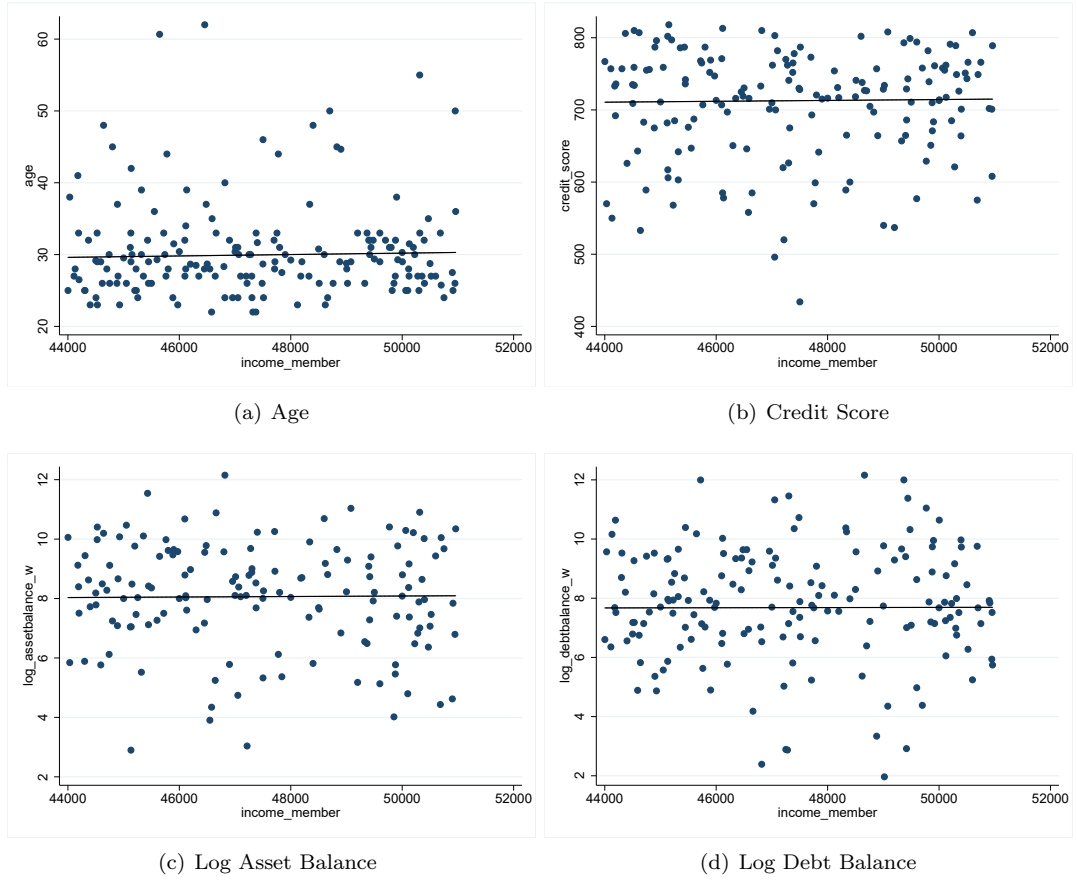 60
50
40
30
20
age
44000 46000 48000 50000 52000
income_member
(a) Age
800
700
600
500
400
credit_score
44000 46000 48000 50000 52000
income_member
(b) Credit Score
12
10
8
6
4
2
log_assetbalance_w
44000 46000 48000 50000 52000
income_member
(c) Log Asset Balance
12
10
8
6
4
2
log_debtbalance_w
44000 46000 48000 50000 52000
income_member
(d) Log Debt Balance